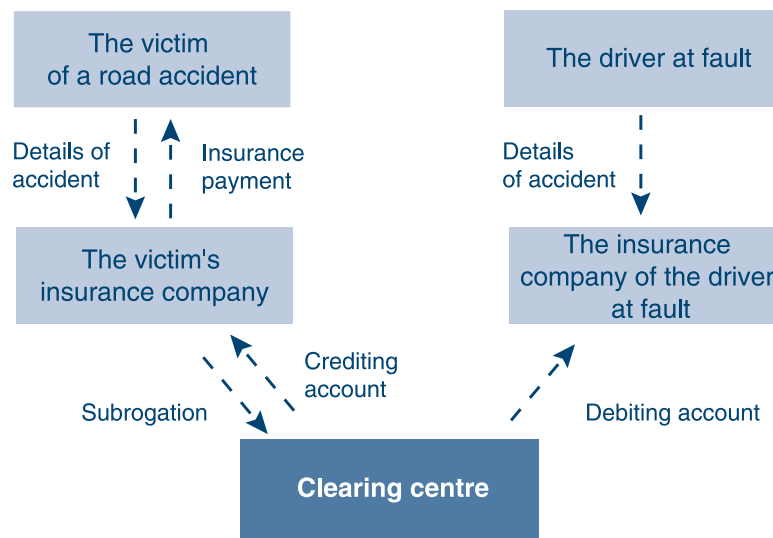 The victim
of a road accident
The driver at fault
Details of
accident
Insurance
payment
Details
of accident
The victim's
insurance company
The insurance
company of the driver
at fault
Crediting
account
Subrogation
Debiting account
Clearing centre